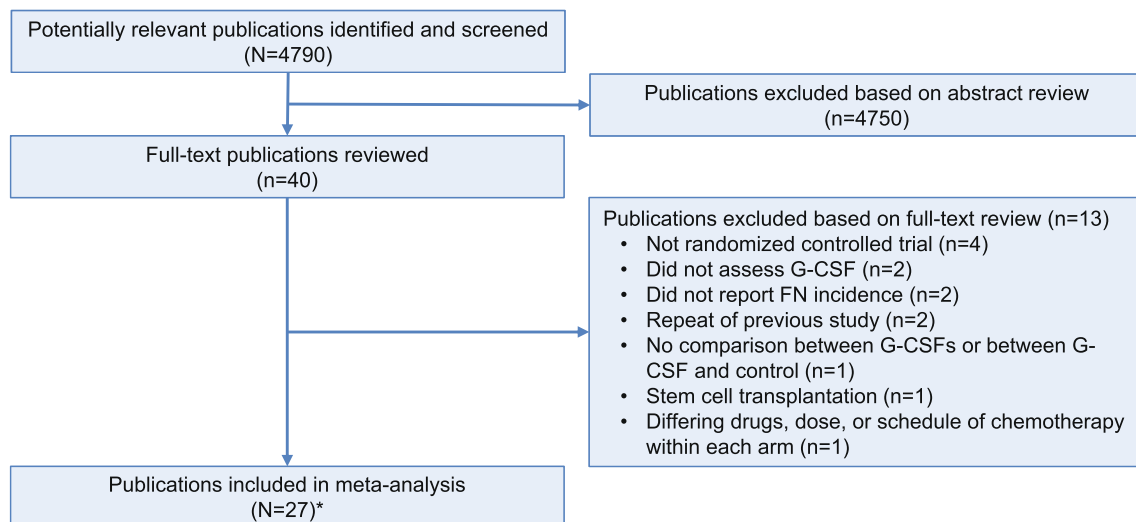 Potentially relevant publications identified and screened
(N=4790)
Publications excluded based on abstract review
(n=4750)
Full-text publications reviewed
(n=40)
Publications excluded based on full-text review (n=13)
• Not randomized controlled trial (n=4)
• Did not assess G-CSF (n=2)
• Did not report FN incidence (n=2)
• Repeat of previous study (n=2)
• No comparison between G-CSFs or between G-
CSF and control (n=1)
• Stem cell transplantation (n=1)
• Differing drugs, dose, or schedule of chemotherapy
within each arm (n=1)
Publications included in meta-analysis
(N=27)*